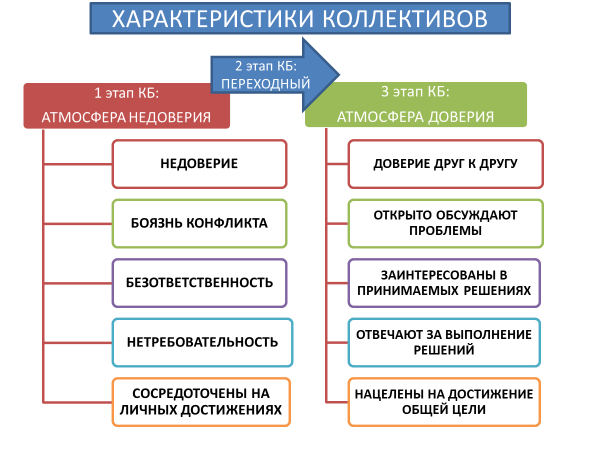 ХАРАКТЕРИСТИКИ КОЛЛЕКТИВОВ
2 этап КБ:
ПЕРЕХОДНЫЙ
1 этап КБ:
АТМОСФЕРА НЕДОВЕРИЯ
НЕДОВЕРИЕ
БОЯЗНЬ КОНФЛИКТА
БЕЗОТВЕТСТВЕННОСТЬ
НЕТРЕБОВАТЕЛЬНОСТЬ
СОСРЕДОТОЧЕНЫ НА
ЛИЧНЫХ ДОСТИЖЕНИЯХ
3 этап КБ:
АТМОСФЕРА ДОВЕРИЯ
ДОВЕРИЕ ДРУГ К ДРУГУ
ОТКРЫТО ОБСУЖДАЮТ
ПРОБЛЕМЫ
ЗАИНТЕРЕСОВАНЫ В
ПРИНИМАЕМЫХ РЕШЕНИЯХ
ОТВЕЧАЮТ ЗА ВЫПОЛНЕНИЕ
РЕШЕНИЙ
НАЦЕЛЕНЫ НА ДОСТИЖЕНИЕ
ОБЩЕЙ ЦЕЛИ